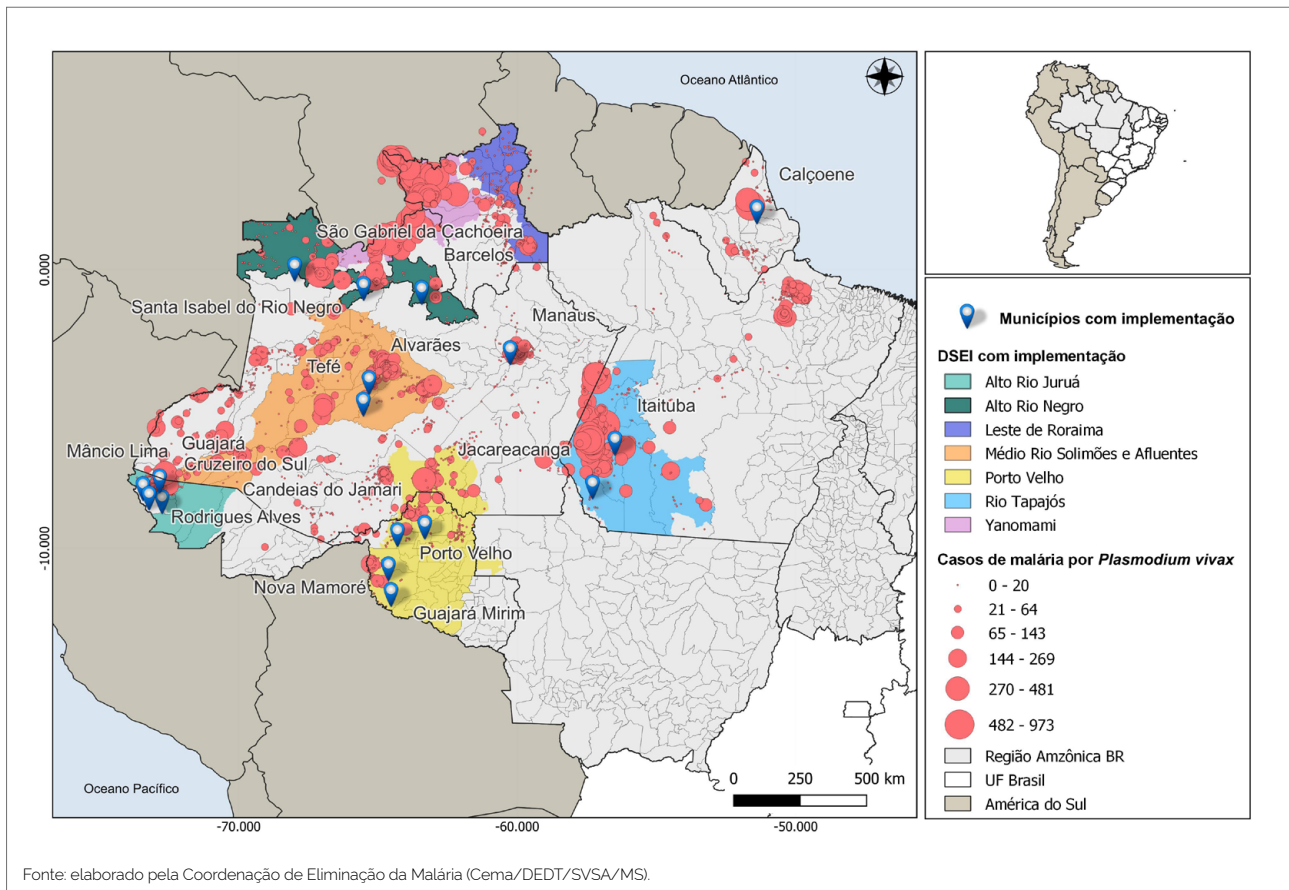 Oceano Atlântico
Calçoene
São Gabriel da Cachoeira
Barcelos
Santa Isabel do Rio Negro
Manaus
Alvarães
Tefé
Itaitúba
Jacareacanga
Guajará
Mâncio Lima
Cruzeiro do Sul
Candeias do Jamari
Rodrigues Alves
Porto Velho
Nova Mamoré
Guajará Mirim
Oceano Pacífico
0.000
-10.000
-70.000
-60.000
-50.000
0 250 500 km
Municípios com implementação
DSEI com implementação
Alto Rio Juruá
Alto Rio Negro
Leste de Roraima
Médio Rio Solimões e Afluentes
Porto Velho
Rio Tapajós
Yanomami
Casos de malária por Plasmodium vivax
0 - 20
21 - 64
65 - 143
144 - 269
270 - 481
482 - 973
Região Amzônica BR
UF Brasil
América do Sul
Fonte: elaborado pela Coordenação de Eliminação da Malária (Cema/DEDT/SVSA/MS).